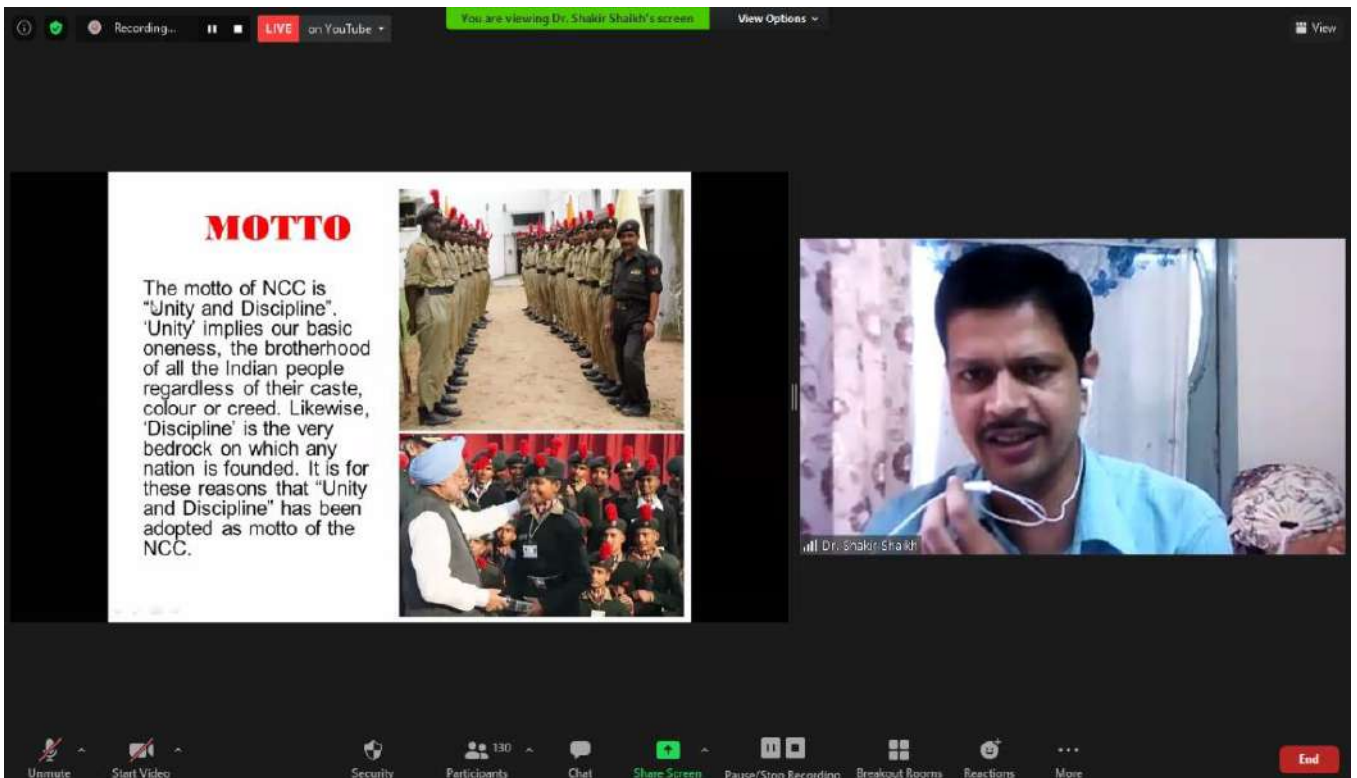 Recording...
LIVE on YouTube
You are viewing Dr. Shakir Shaikh's screen
View Options
View
MOTTO
The motto of NCC is
“Unity and Discipline”.
‘Unity’ implies our basic
oneness, the brotherhood
of all the Indian people
regardless of their caste,
colour or creed. Likewise,
‘Discipline’ is the very
bedrock on which any
nation is founded. It is for
these reasons that “Unity
and Discipline” has been
adopted as motto of the
NCC.
Dr. Shakir Shaikh
130
Unmute
Start Video
Security
Participants
Chat
Share Screen
Pause/Stop Recording
Breakout Rooms
Reactions
More
End